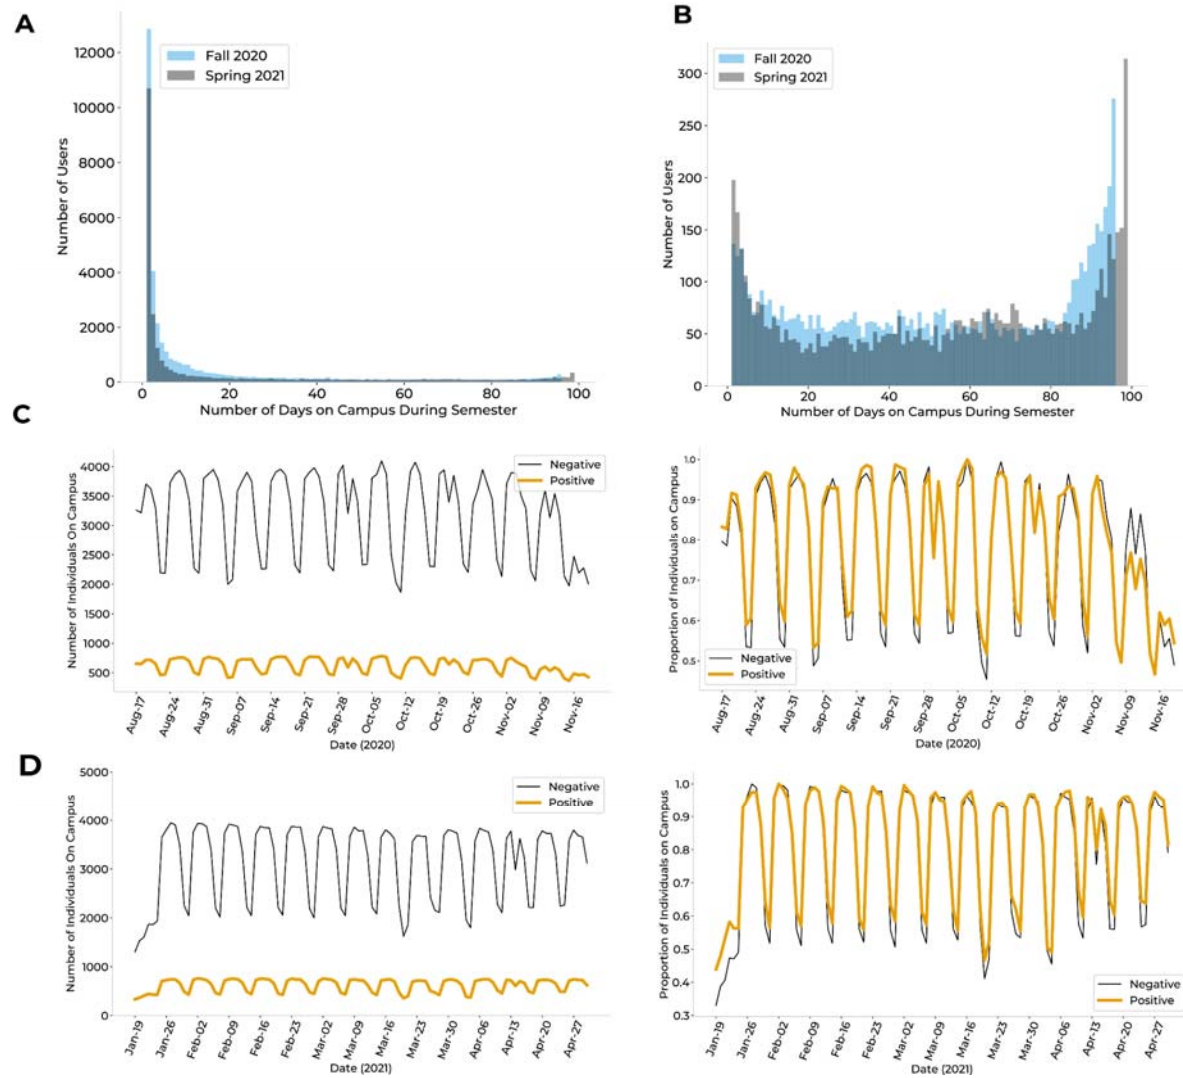 A
12000
10000
8000
6000
4000
2000
0
Number of Users
Fall 2020
Spring 2021
0 20 40 60 80 100
Number of Days on Campus During Semester
B
300
250
200
150
100
50
0
Number of Users
Fall 2020
Spring 2021
0 20 40 60 80 100
Number of Days on Campus During Semester
C
4000
3500
3000
2500
2000
1500
1000
500
Number of Individuals On Campus
Negative
Positive
Aug-17 Aug-24 Aug-31 Sep-07 Sep-14 Sep-21 Sep-28 Oct-05 Oct-12 Oct-19 Oct-26 Nov-02 Nov-09 Nov-16
Date (2020)
1.0
0.9
0.8
0.7
0.6
0.5
Proportion of Individuals on Campus
Negative
Positive
Aug-17 Aug-24 Aug-31 Sep-07 Sep-14 Sep-21 Sep-28 Oct-05 Oct-12 Oct-19 Oct-26 Nov-02 Nov-09 Nov-16
Date (2020)
D
5000
4000
3000
2000
1000
0
Number of Individuals On Campus
Negative
Positive
Jan-19 Jan-26 Feb-02 Feb-09 Feb-16 Feb-23 Mar-02 Mar-09 Mar-16 Mar-23 Mar-30 Apr-06 Apr-13 Apr-20 Apr-27
Date (2021)
1.0
0.9
0.8
0.7
0.6
0.5
0.4
0.3
Proportion of Individuals on Campus
Negative
Positive
Jan-19 Jan-26 Feb-02 Feb-09 Feb-16 Feb-23 Mar-02 Mar-09 Mar-16 Mar-23 Mar-30 Apr-06 Apr-13 Apr-20 Apr-27
Date (2021)